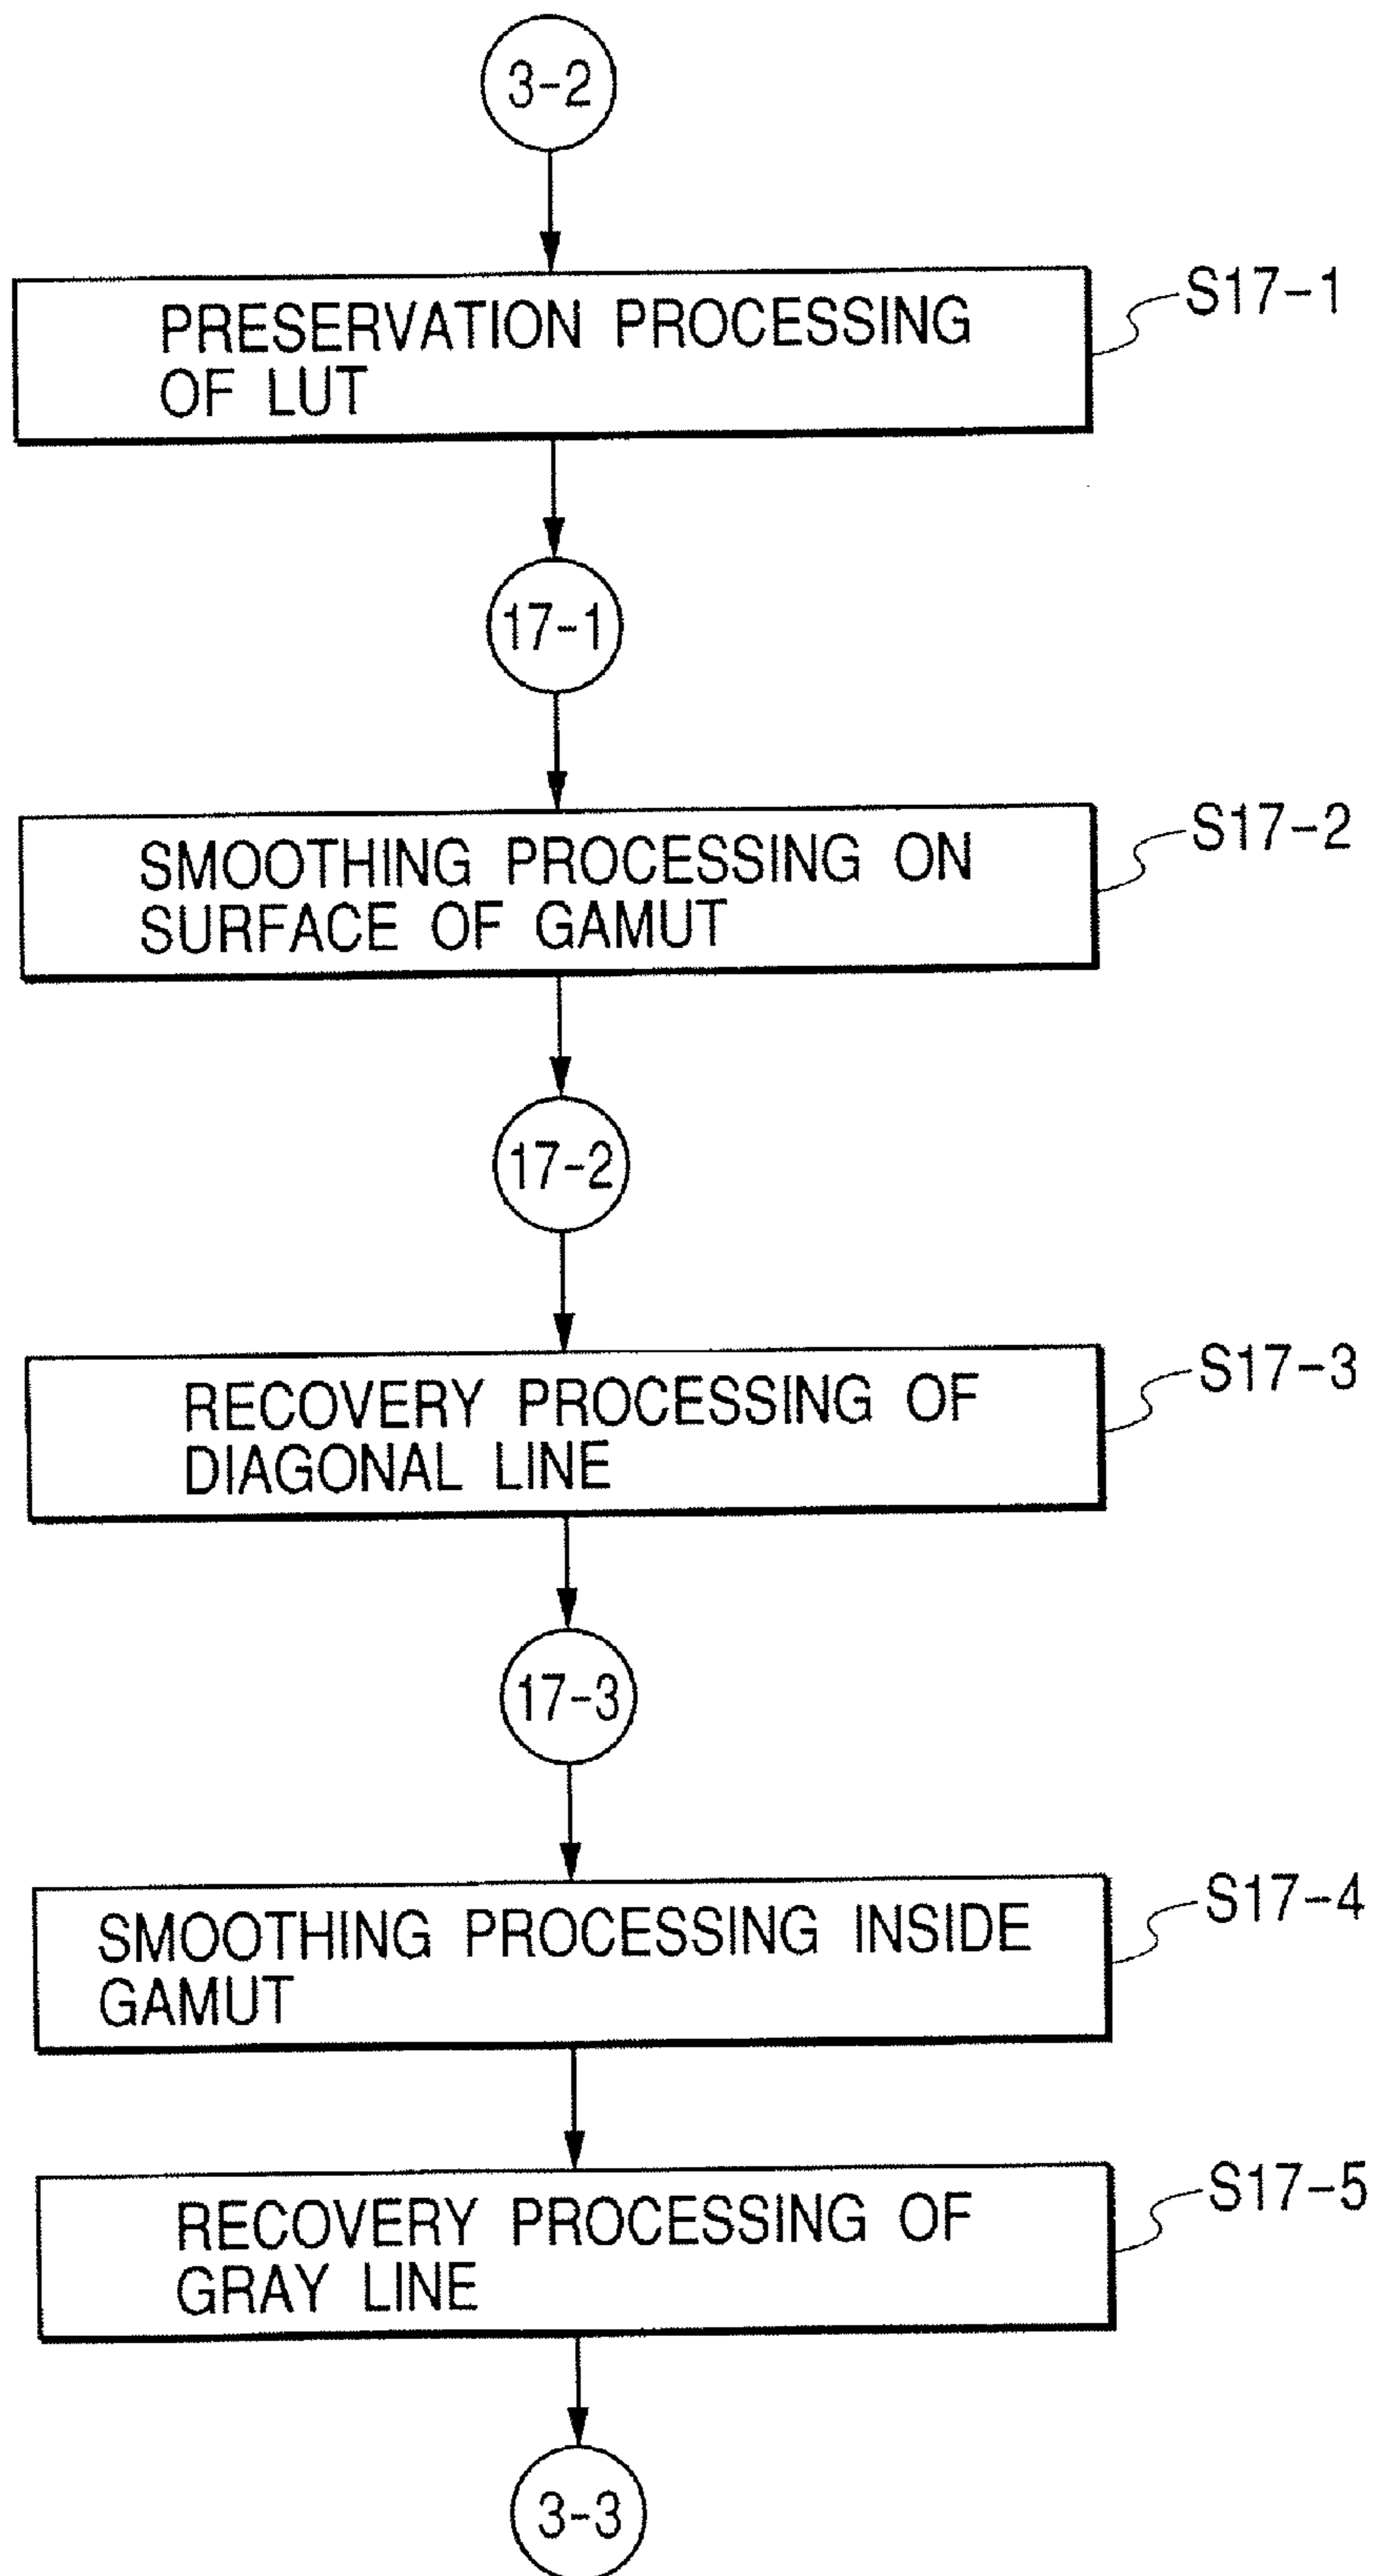 3-2
PRESERVATION PROCESSING
OF LUT
S17-1
17-1
SMOOTHING PROCESSING ON
SURFACE OF GAMUT
S17-2
17-2
RECOVERY PROCESSING OF
DIAGONAL LINE
S17-3
17-3
SMOOTHING PROCESSING INSIDE
GAMUT
S17-4
RECOVERY PROCESSING OF
GRAY LINE
S17-5
3-3